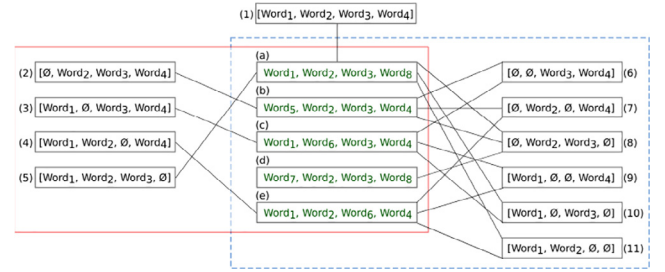 (1) [Word1, Word2, Word3, Word4]
(a)
Word1, Word2, Word3, Word8
(b)
Word5, Word2, Word3, Word4
(c)
Word1, Word6, Word3, Word4
(d)
Word7, Word2, Word3, Word8
(e)
Word1, Word2, Word6, Word4
(2) [Ø, Word2, Word3, Word4]
(3) [Word1, Ø, Word3, Word4]
(4) [Word1, Word2, Ø, Word4]
(5) [Word1, Word2, Word3, Ø]
[Ø, Ø, Word3, Word4] (6)
[Ø, Word2, Ø, Word4] (7)
[Ø, Word2, Word3, Ø] (8)
[Word1, Ø, Ø, Word4] (9)
[Word1, Ø, Word3, Ø] (10)
[Word1, Word2, Ø, Ø] (11)